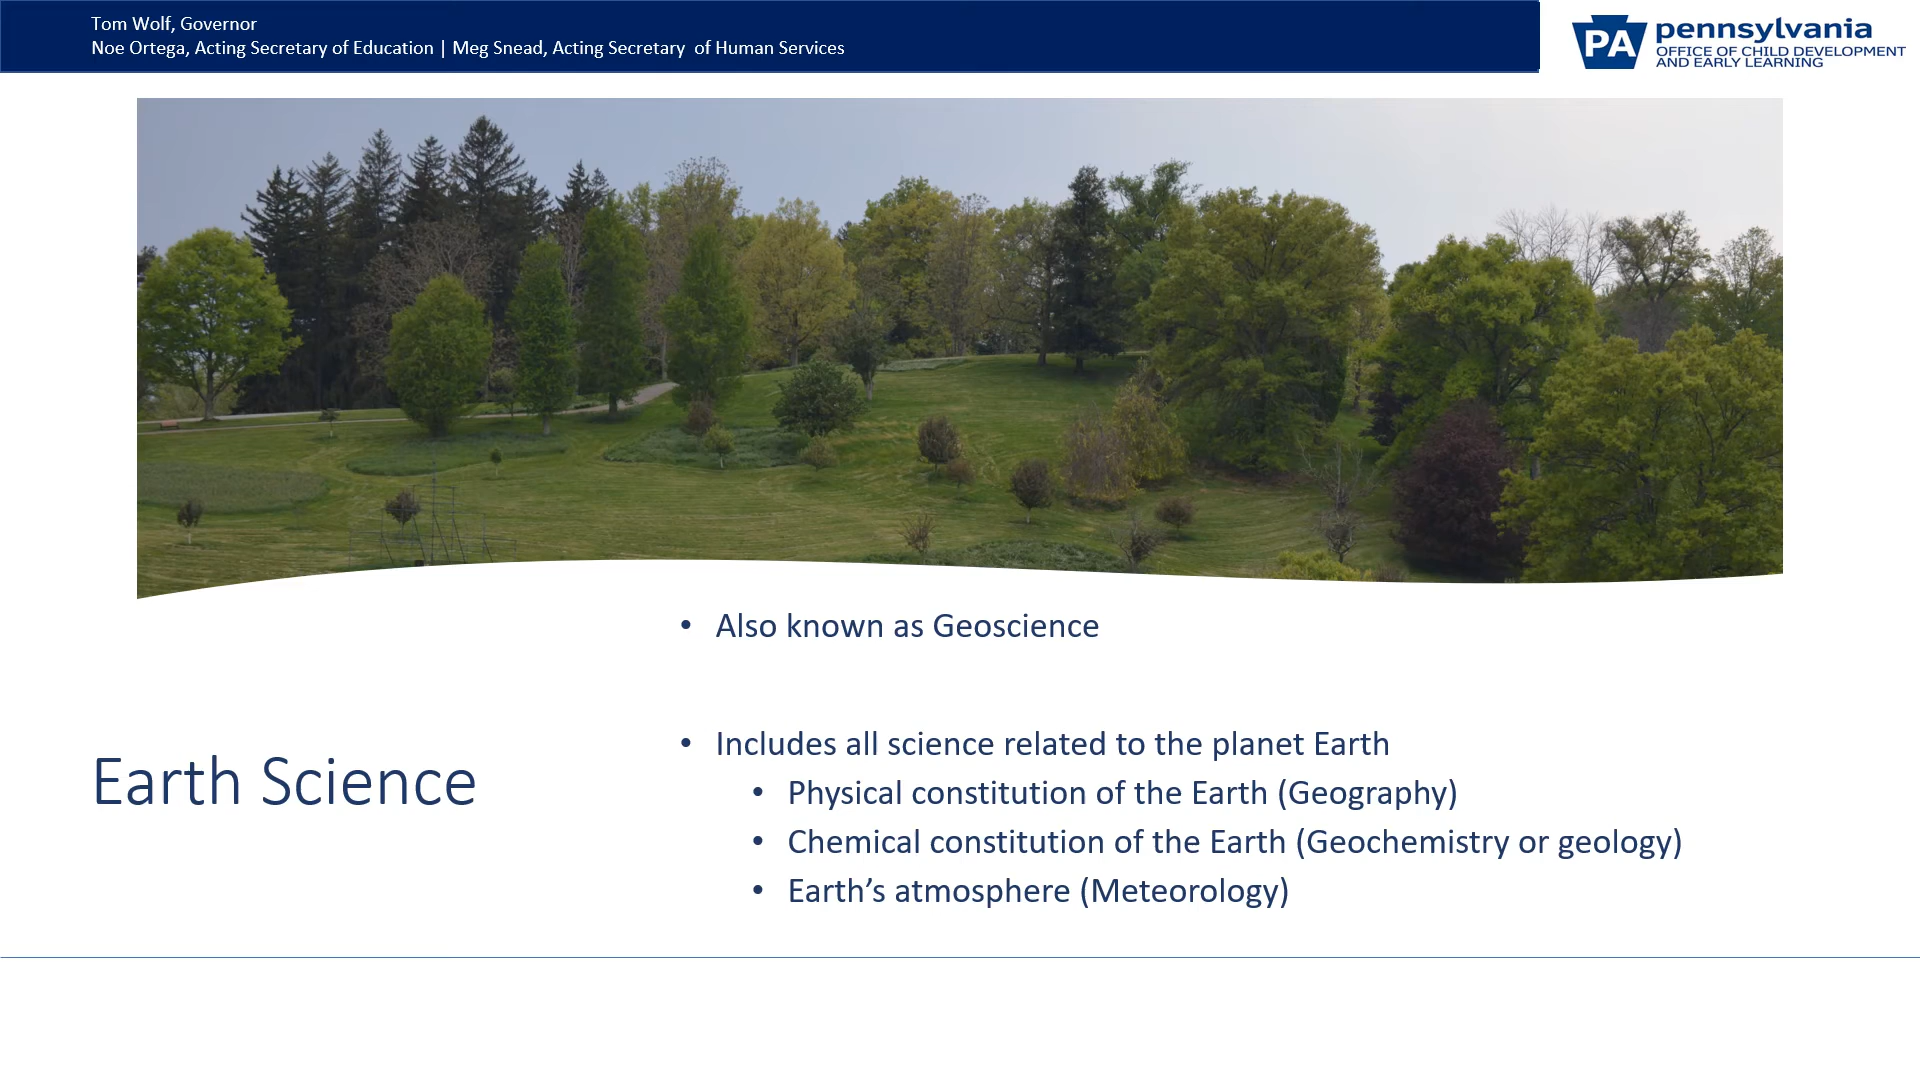 Tom Wolf, Governor
Noe Ortega, Acting Secretary of Education | Meg Snead, Acting Secretary of Human Services
PA
pennsylvania
OFFICE OF CHILD DEVELOPMENT
AND EARLY LEARNING
Earth Science
• Also known as Geoscience
• Includes all science related to the planet Earth
• Physical constitution of the Earth (Geography)
• Chemical constitution of the Earth (Geochemistry or geology)
• Earth’s atmosphere (Meteorology)